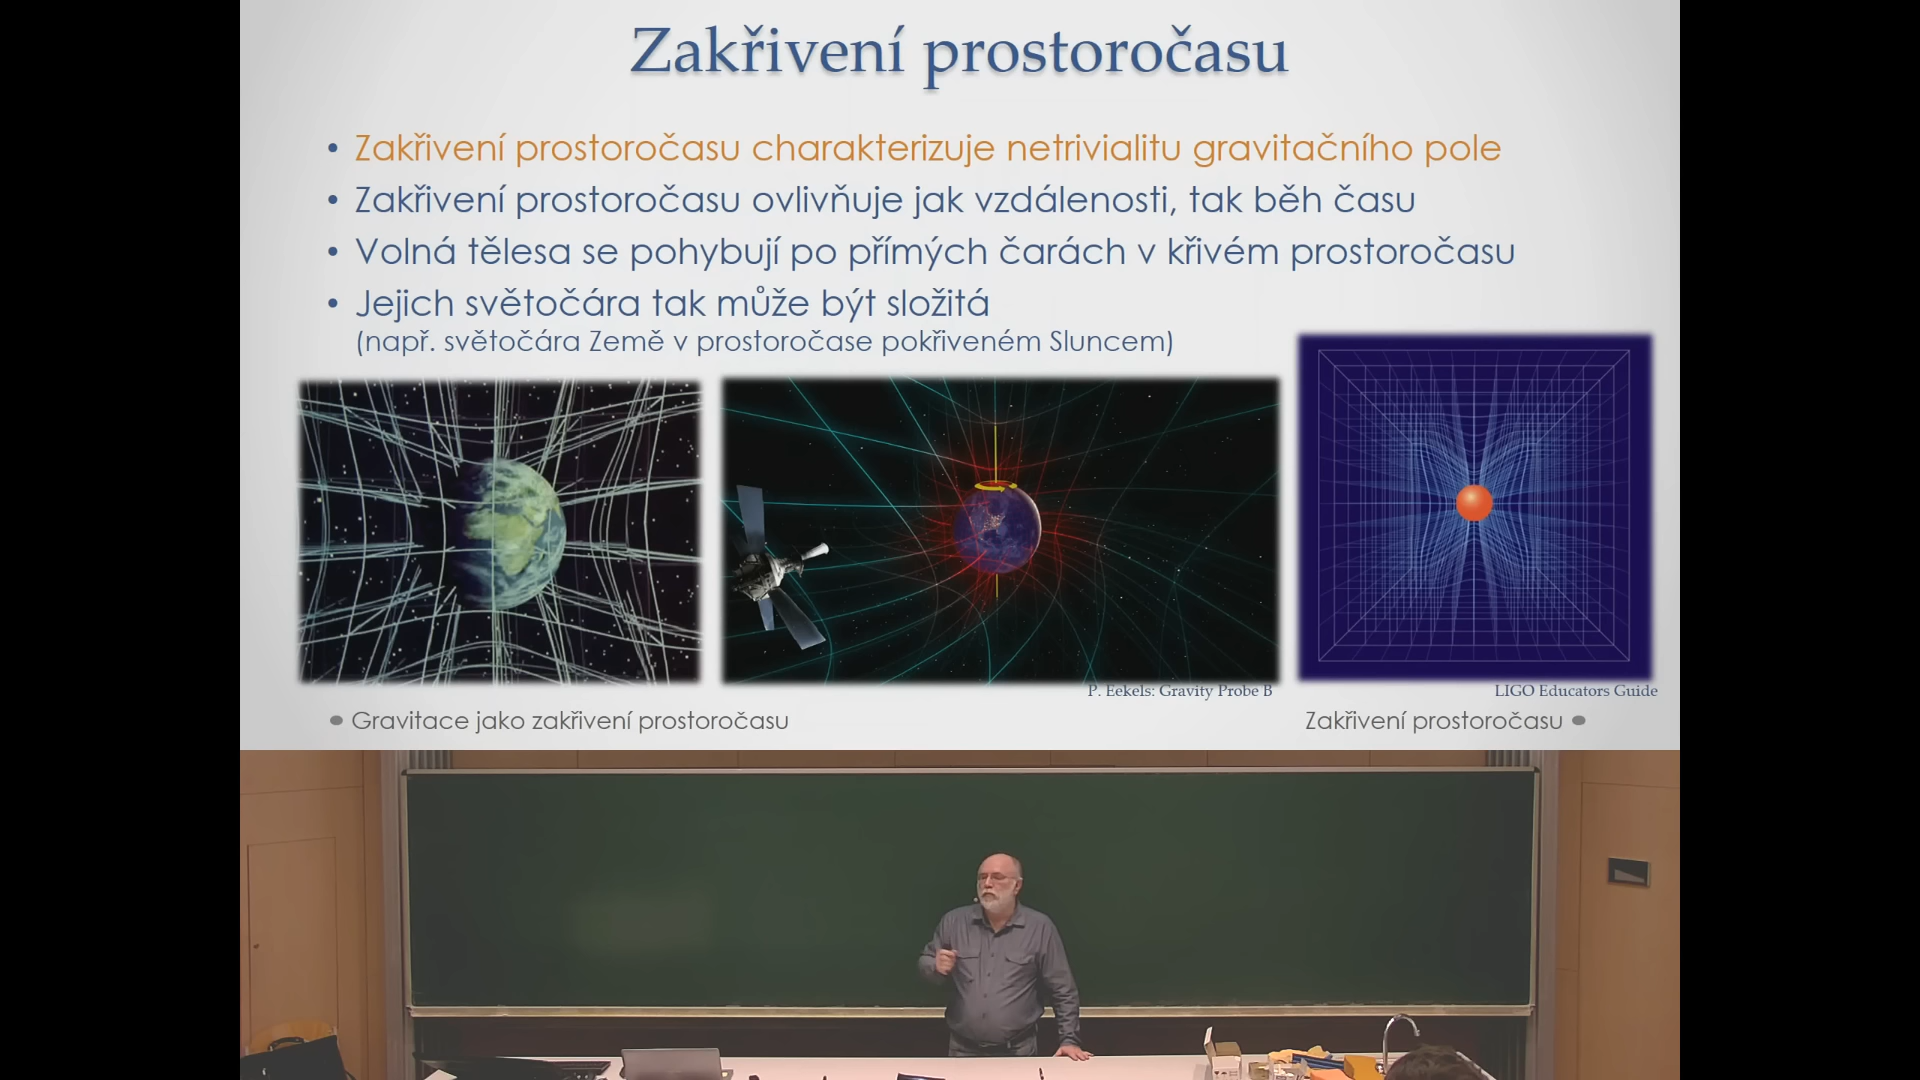 Zakřivení prostoročasu
• Zakřivení prostoročasu charakterizuje netrivialitu gravitačního pole
• Zakřivení prostoročasu ovlivňuje jak vzdálenosti, tak běh času
• Volná tělesa se pohybují po přímých čarách v křivém prostoročasu
• Jejich světočára tak může být složitá
(např. světočára Země v prostoročase pokřiveném Sluncem)
P. Eekels: Gravity Probe B
LIGO Educators Guide
• Gravitace jako zakřivení prostoročasu
Zakřivení prostoročasu •